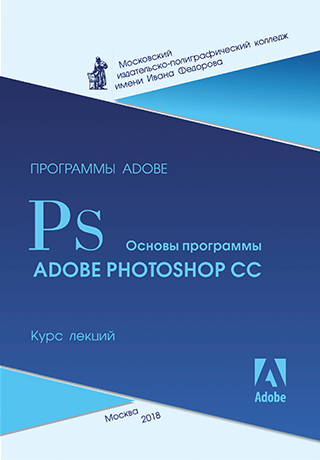 Московский
издательско-полиграфический колледж
имени Ивана Федорова
ПРОГРАММЫ ADOBE
Ps
Основы программы
ADOBE PHOTOSHOP CC
Курс лекций
Adobe
Москва
2018